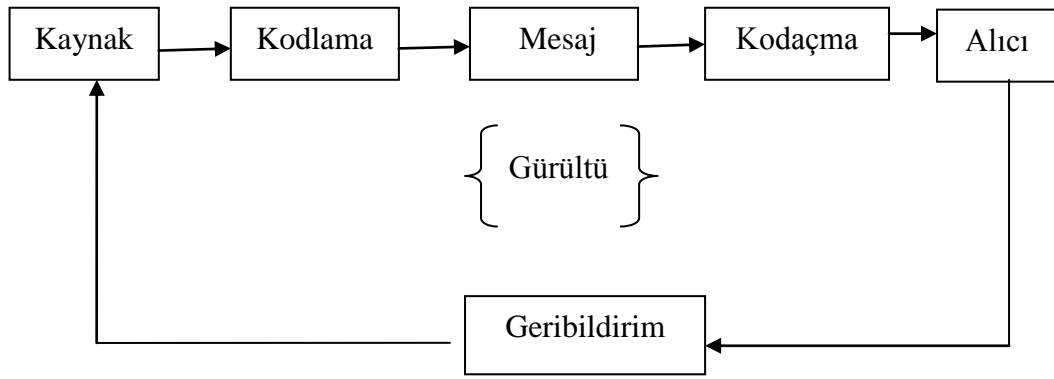 Kaynak
Kodlama
Mesaj
Kodaçma
Alıcı
Gürültü
Geribildirim